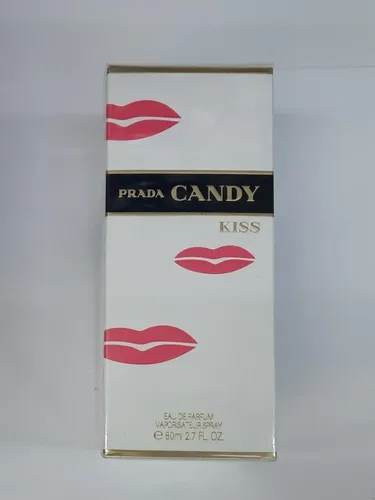 PRADA CANDY
KISS
EAU DE PARFUM
VAPORISATEUR SPRAY
℮ 80ml 2.7 FL. OZ.